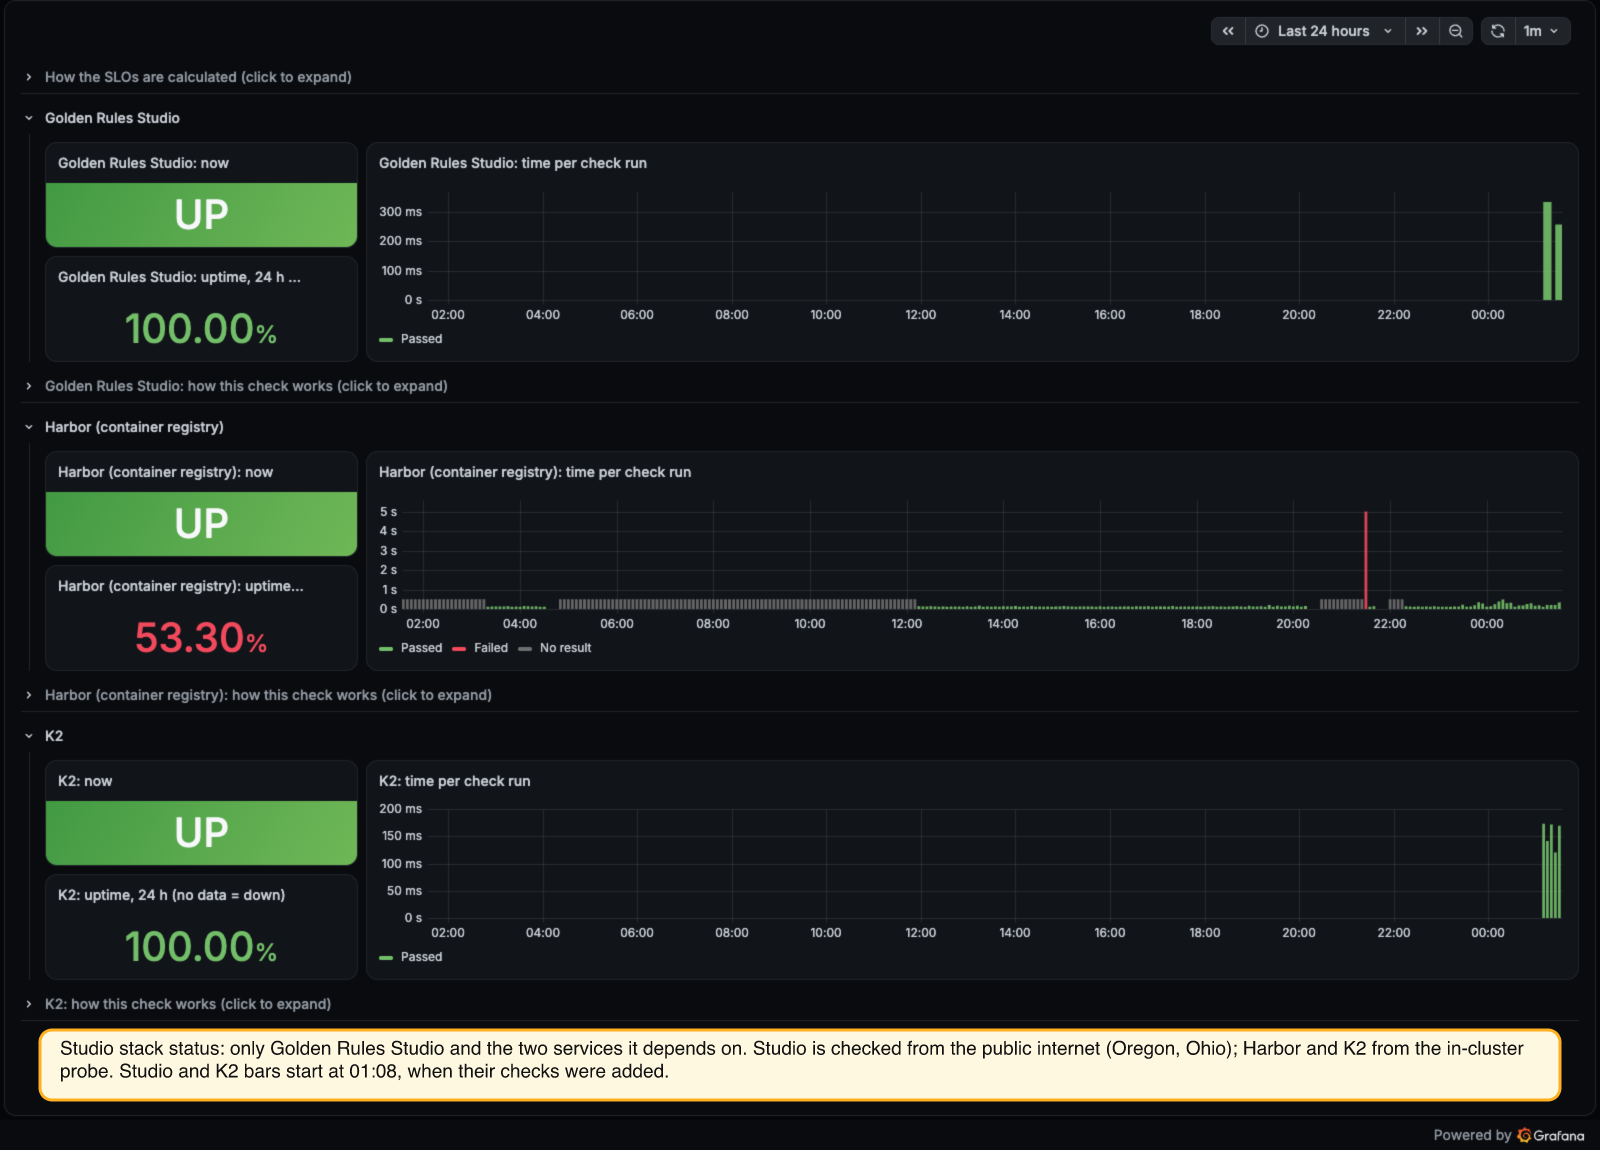 Last 24 hours
1m
How the SLOs are calculated (click to expand)
Golden Rules Studio
Golden Rules Studio: now
UP
Golden Rules Studio: uptime, 24 h ...
100.00%
Golden Rules Studio: time per check run
300 ms
200 ms
100 ms
0 s
02:00 04:00 06:00 08:00 10:00 12:00 14:00 16:00 18:00 20:00 22:00 00:00
Passed
Golden Rules Studio: how this check works (click to expand)
Harbor (container registry)
Harbor (container registry): now
UP
Harbor (container registry): uptime...
53.30%
Harbor (container registry): time per check run
5 s
4 s
3 s
2 s
1 s
0 s
02:00 04:00 06:00 08:00 10:00 12:00 14:00 16:00 18:00 20:00 22:00 00:00
Passed Failed No result
Harbor (container registry): how this check works (click to expand)
K2
K2: now
UP
K2: uptime, 24 h (no data = down)
100.00%
K2: time per check run
200 ms
150 ms
100 ms
50 ms
0 s
02:00 04:00 06:00 08:00 10:00 12:00 14:00 16:00 18:00 20:00 22:00 00:00
Passed
K2: how this check works (click to expand)
Studio stack status: only Golden Rules Studio and the two services it depends on. Studio is checked from the public internet (Oregon, Ohio); Harbor and K2 from the in-cluster
probe. Studio and K2 bars start at 01:08, when their checks were added.
Powered by Grafana